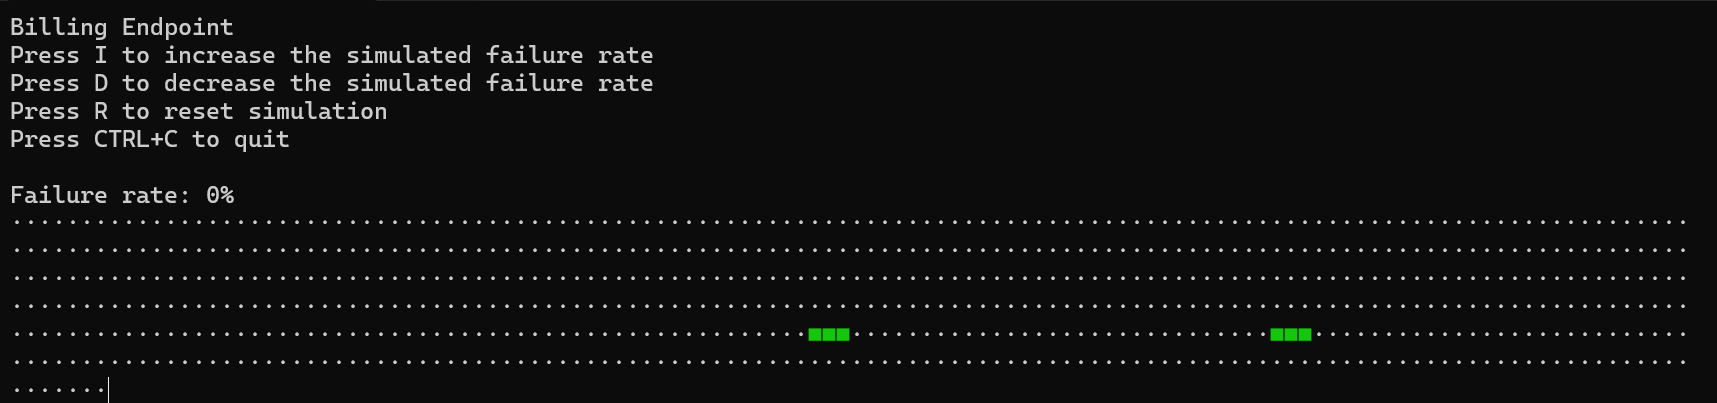 Billing Endpoint
Press I to increase the simulated failure rate
Press D to decrease the simulated failure rate
Press R to reset simulation
Press CTRL+C to quit
Failure rate: 0%